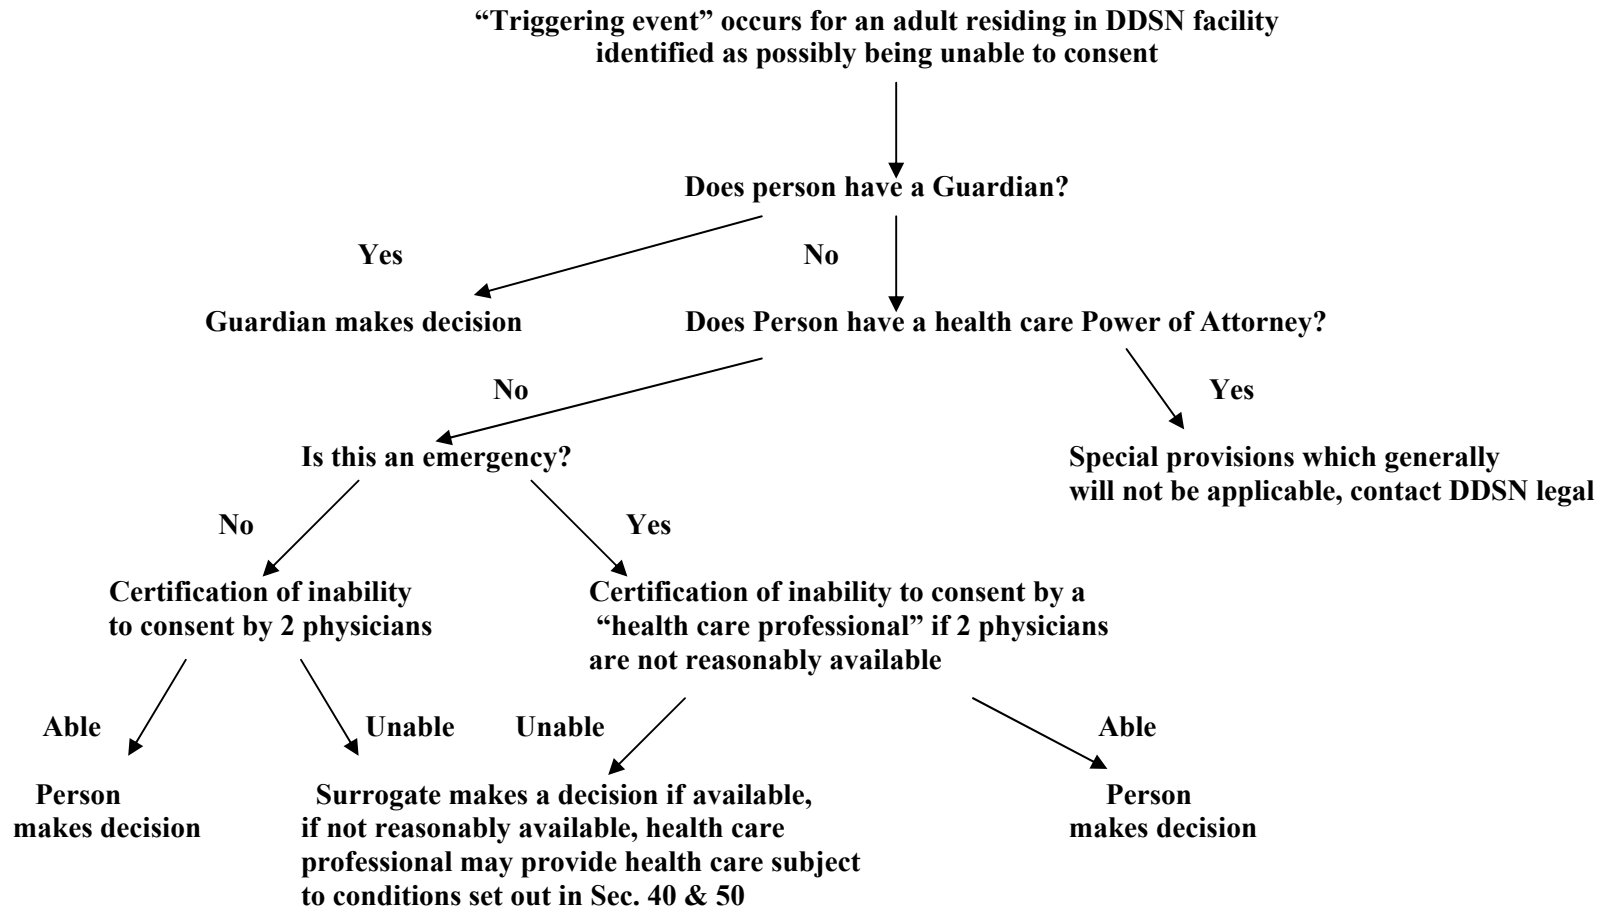 “Triggering event” occurs for an adult residing in DDSN facility
identified as possibly being unable to consent
Does person have a Guardian?
Yes
No
Guardian makes decision
Does Person have a health care Power of Attorney?
No
Yes
Is this an emergency?
Special provisions which generally
will not be applicable, contact DDSN legal
No
Yes
Certification of inability
to consent by 2 physicians
Certification of inability to consent by a
“health care professional” if 2 physicians
are not reasonably available
Able
Unable
Unable
Able
Person
makes decision
Surrogate makes a decision if available,
if not reasonably available, health care
professional may provide health care subject
to conditions set out in Sec. 40 & 50
Person
makes decision